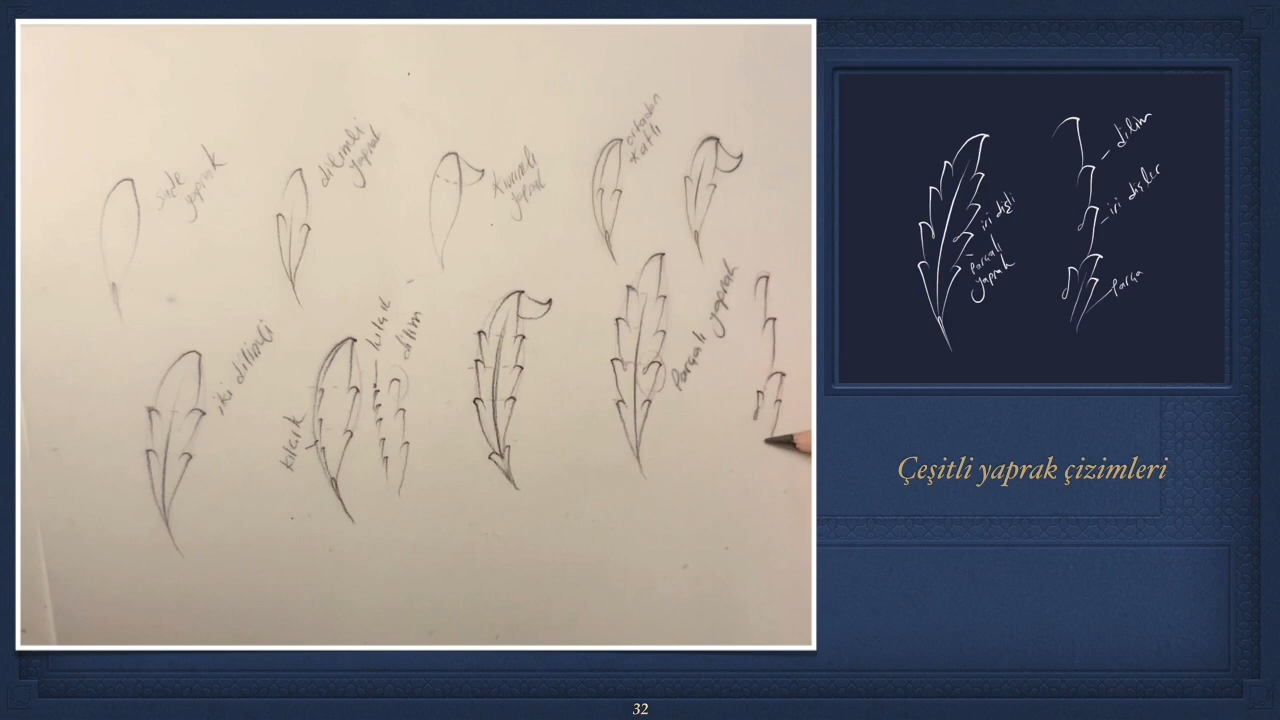 sade
yaprak
dilimli
yaprak
kıvrımlı
yaprak
ortadan
katlı
iki dilimli
kılcık
kılcık
dilim
Parçalı yaprak
iri dişli
Parçalı
yaprak
dilim
iri dişler
Parça
Çeşitli yaprak çizimleri
32